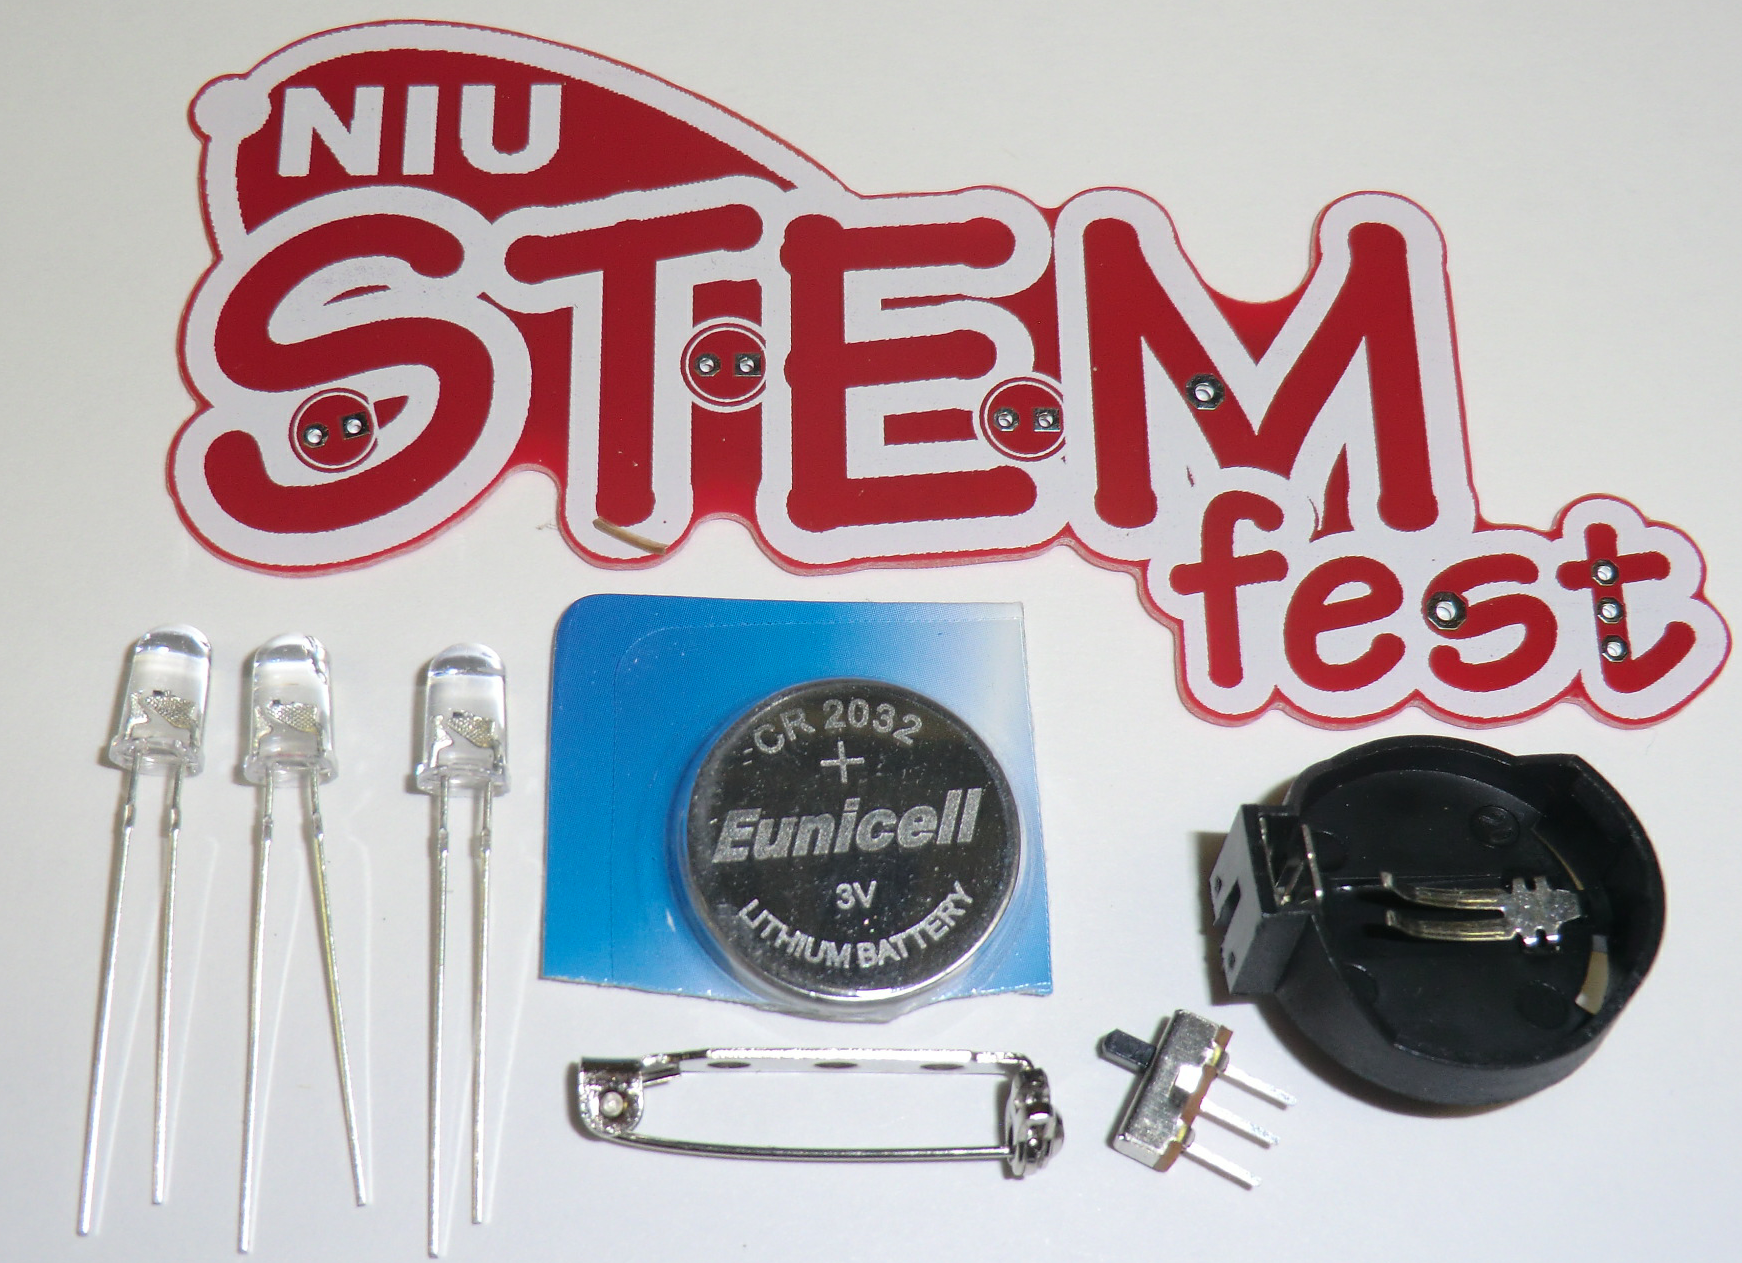 NIU
STEM
fest
CR 2032
+
Eunicell
3V
LITHIUM BATTERY